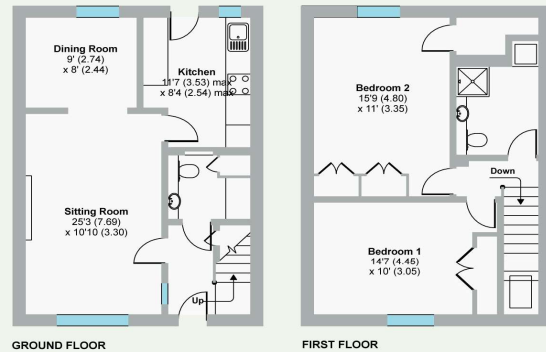 Dining Room
9' (2.74)
x 8' (2.44)
Kitchen
11'7 (3.53) max
x 8'4 (2.54) max
Sitting Room
25'3 (7.69)
x 10'10 (3.30)
Up
GROUND FLOOR
Bedroom 2
15'9 (4.80)
x 11' (3.35)
Down
Bedroom 1
14'7 (4.45)
x 10' (3.05)
FIRST FLOOR